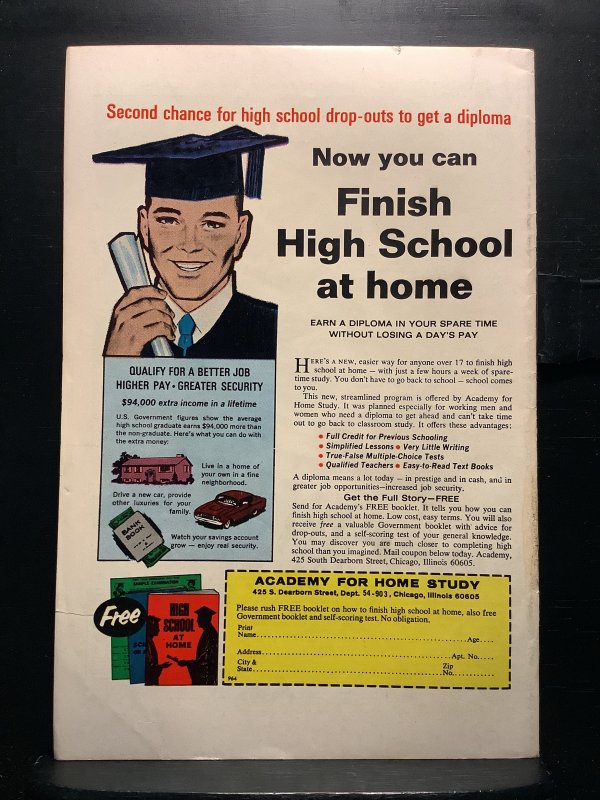 Second chance for high school drop-outs to get a diploma
Now you can
Finish
High School
at home
EARN A DIPLOMA IN YOUR SPARE TIME
WITHOUT LOSING A DAY'S PAY
QUALIFY FOR A BETTER JOB
HIGHER PAY • GREATER SECURITY
$94,000 extra income in a lifetime
U.S. Government figures show the average
high school graduate earns $94,000 more than
the non-graduate. Here's what you can do with
the extra money:
Live in a home of
your own in a fine
neighborhood.
Drive a new car, provide
other luxuries for your
family.
BANK
BOOK
Watch your savings account
grow — enjoy real security.
HERE'S A NEW, easier way for anyone over 17 to finish high
school at home — with just a few hours a week of spare-
time study. You don't have to go back to school — school comes
to you.
This new, streamlined program is offered by Academy for
Home Study. It was planned especially for working men and
women who need a diploma to get ahead and can't take time
out to go back to classroom study. It offers these advantages:
• Full Credit for Previous Schooling
• Simplified Lessons • Very Little Writing
• True-False Multiple-Choice Tests
• Qualified Teachers • Easy-to-Read Text Books
A diploma means a lot today — in prestige and in cash, and in
greater job opportunities—increased job security.
Get the Full Story—FREE
Send for Academy's FREE booklet. It tells you how you can
finish high school at home. Low cost, easy terms. You will also
receive free a valuable Government booklet with advice for
drop-outs, and a self-scoring test of your general knowledge.
You may discover you are much closer to completing high
school than you imagined. Mail coupon below today. Academy,
425 South Dearborn Street, Chicago, Illinois 60605.
Free
SAMPLE EXAMINATION
HIGH
SCHOOL
AT
HOME
ACADEMY FOR HOME STUDY
425 S. Dearborn Street, Dept. 54-903, Chicago, Illinois 60605
Please rush FREE booklet on how to finish high school at home, also free
Government booklet and self-scoring test. No obligation.
Print
Name Age
Address Apt. No.
City & Zip
State No.
964